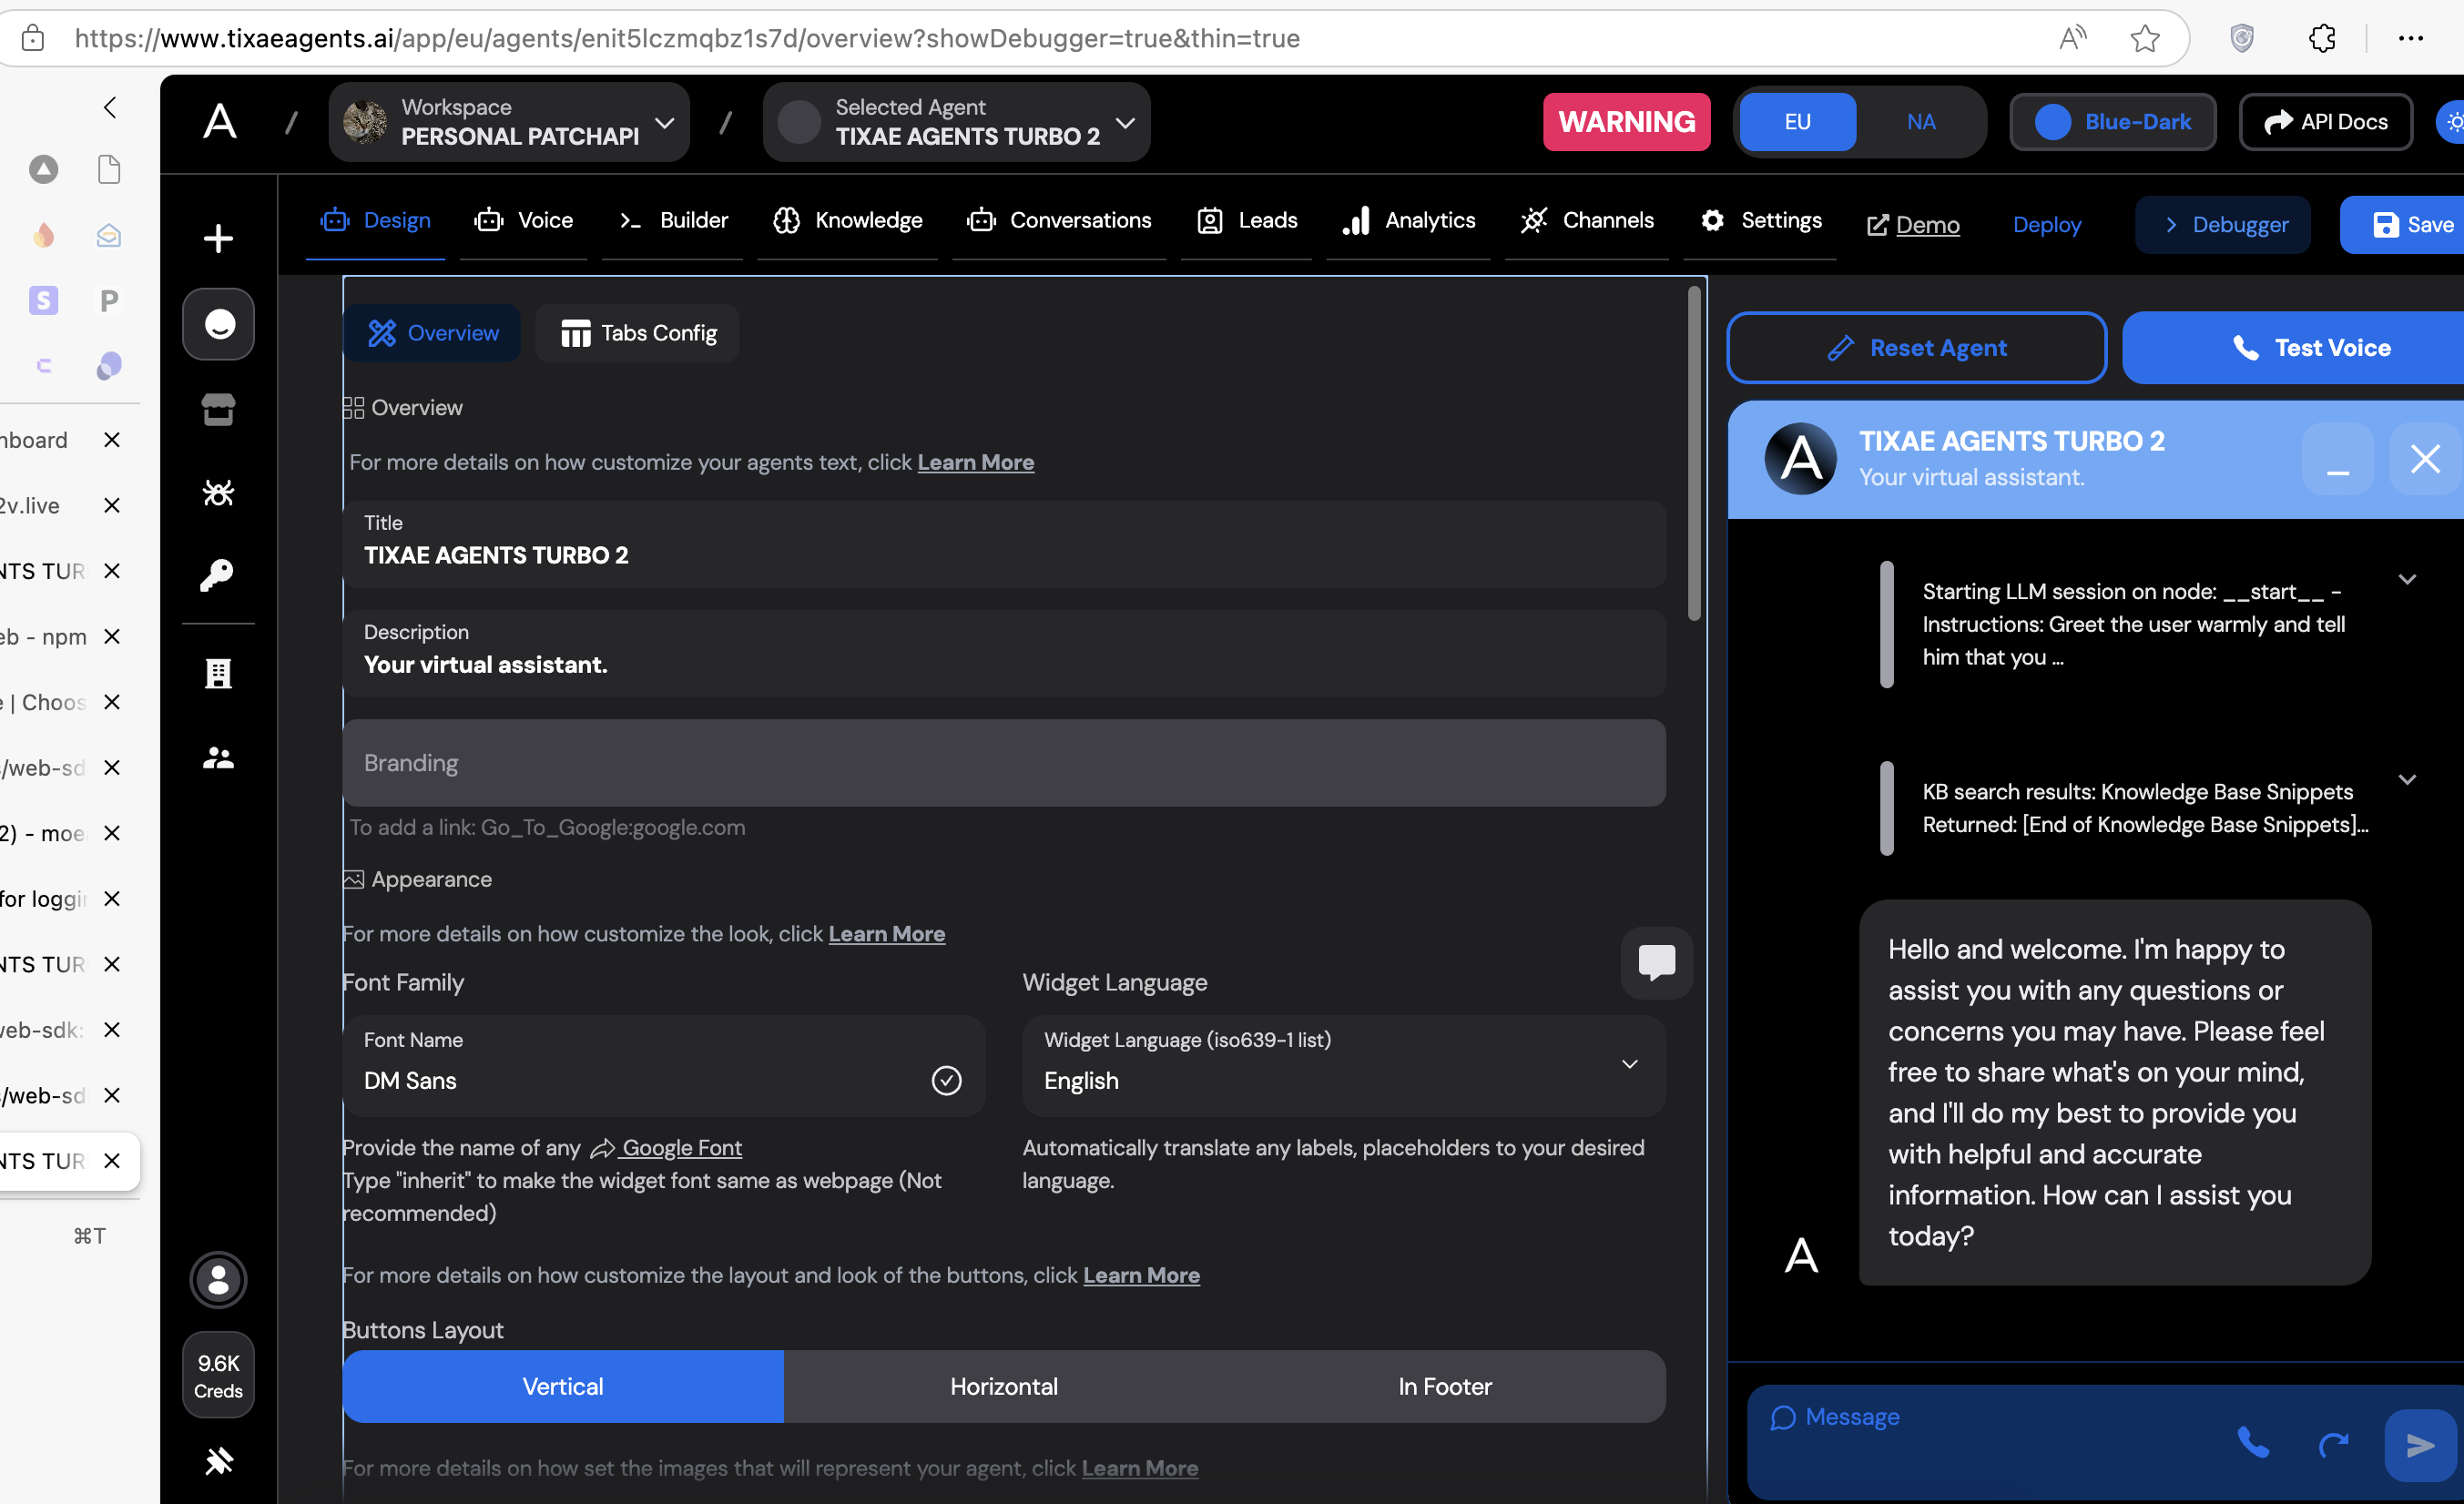 https://www.tixaeagents.ai/app/eu/agents/enit5lczmqbz1s7d/overview?showDebugger=true&thin=true
Workspace
PERSONAL PATCHAPI
Selected Agent
TIXAE AGENTS TURBO 2
WARNING
EU
NA
Blue-Dark
API Docs
Design
Voice
Builder
Knowledge
Conversations
Leads
Analytics
Channels
Settings
Demo
Deploy
Debugger
Save
Overview
Tabs Config
Overview
For more details on how customize your agents text, click Learn More
Title
TIXAE AGENTS TURBO 2
Description
Your virtual assistant.
Branding
To add a link: Go_To_Google:google.com
Appearance
For more details on how customize the look, click Learn More
Font Family
Font Name
DM Sans
Provide the name of any Google Font
Type "inherit" to make the widget font same as webpage (Not
recommended)
Widget Language
Widget Language (iso639-1 list)
English
Automatically translate any labels, placeholders to your desired
language.
For more details on how customize the layout and look of the buttons, click Learn More
Buttons Layout
Vertical
Horizontal
In Footer
For more details on how set the images that will represent your agent, click Learn More
Reset Agent
Test Voice
TIXAE AGENTS TURBO 2
Your virtual assistant.
Starting LLM session on node: __start__ -
Instructions: Greet the user warmly and tell
him that you ...
KB search results: Knowledge Base Snippets
Returned: [End of Knowledge Base Snippets]...
Hello and welcome. I'm happy to
assist you with any questions or
concerns you may have. Please feel
free to share what's on your mind,
and I'll do my best to provide you
with helpful and accurate
information. How can I assist you
today?
Message
9.6K
Creds
S
P
nboard
2v.live
NTS TUR
eb - npm
e | Choos
s/web-sd
2) - moe
for loggin
NTS TUR
web-sdk:
s/web-sd
NTS TUR
⌘T